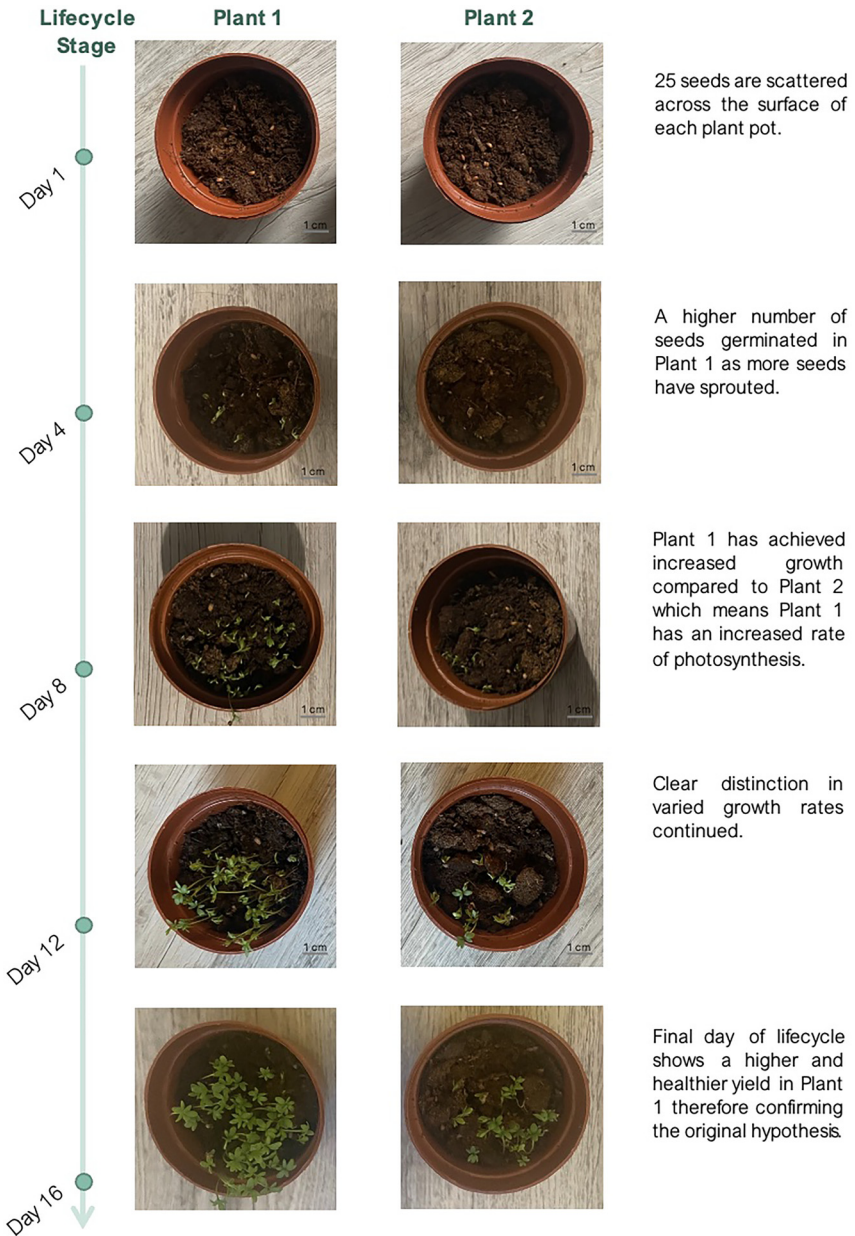 Lifecycle
Stage
Plant 1
Plant 2
Day 1
1 cm
1 cm
25 seeds are scattered
across the surface of
each plant pot.
Day 4
1 cm
1 cm
A higher number of
seeds germinated in
Plant 1 as more seeds
have sprouted.
Day 8
1 cm
1 cm
Plant 1 has achieved
increased growth
compared to Plant 2
which means Plant 1
has an increased rate
of photosynthesis.
Day 12
1 cm
1 cm
Clear distinction in
varied growth rates
continued.
Day 16
Final day of lifecycle
shows a higher and
healthier yield in Plant
1 therefore confirming
the original hypothesis.